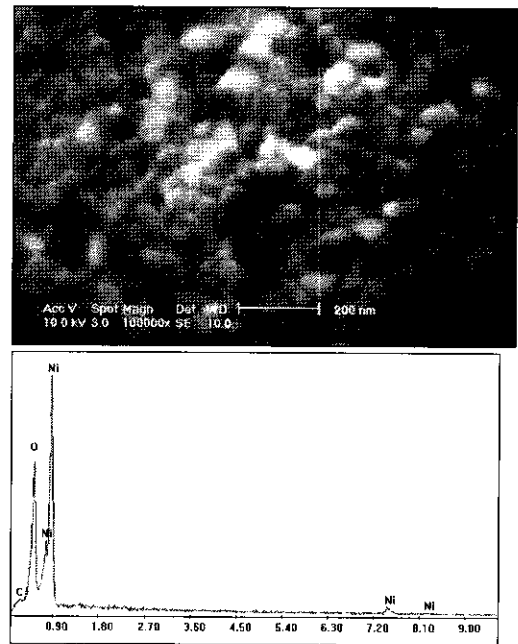 Acc V Spot Magn Det WD 200 nm
10.0 kV 3.0 100000x SE 10.0
Ni
O
Ni
C
Ni Ni
0.90 1.80 2.70 3.60 4.50 5.40 6.30 7.20 8.10 9.00